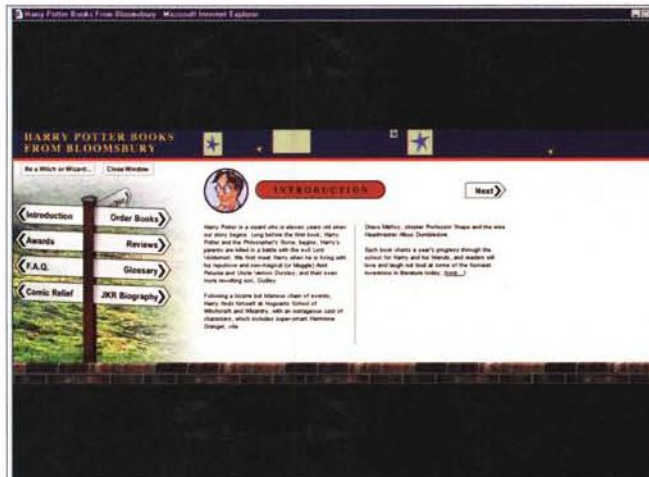 Harry Potter Books From Bloomsbury - Microsoft Internet Explorer
HARRY POTTER BOOKS
FROM BLOOMSBURY
Be a Witch or Wizard...
Close Window
Introduction
Order Books
Awards
Reviews
F.A.Q.
Glossary
Comic Relief
JKR Biography
INTRODUCTION
Next
Harry Potter is a wizard who is eleven years old when
our story begins. Long before the first book, Harry
Potter and the Philosopher's Stone, begins, Harry's
parents are killed in a battle with the evil Lord
Voldemort. We first meet Harry when he is living with
his repulsive and non-magical (or Muggle) Aunt
Petunia and Uncle Vernon Dursley, and their even
more revolting son, Dudley.
Following a bizarre but hilarious chain of events,
Harry finds himself at Hogwarts School of
Witchcraft and Wizardry, with an outrageous cast of
characters, which includes super-smart Hermione
Granger, vile
Draco Malfoy, sinister Professor Snape and the wise
Headmaster Albus Dumbledore.
Each book charts a year's progress through the
school for Harry and his friends, and readers will
love and laugh out loud at some of the funniest
inventions in literature today. (more...)